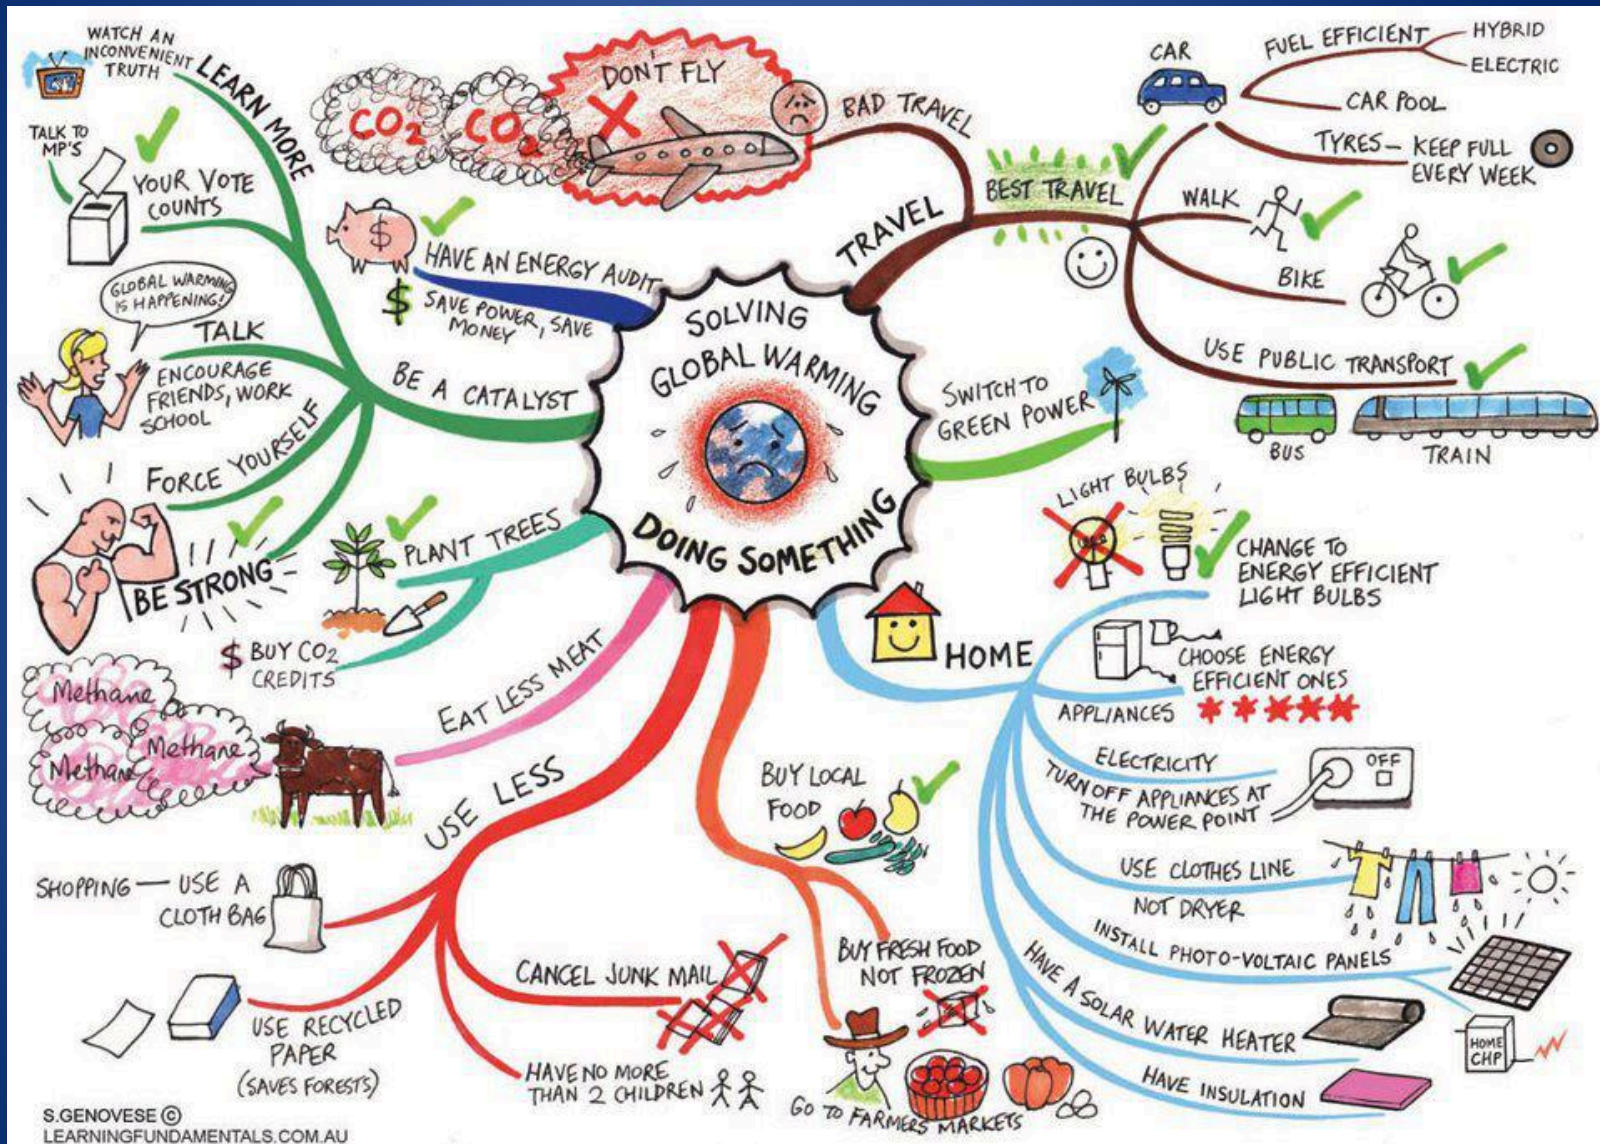 SOLVING
GLOBAL WARMING
DOING SOMETHING
TRAVEL
BAD TRAVEL
DON'T FLY
CO2
CO2
BEST TRAVEL
CAR
FUEL EFFICIENT
HYBRID
ELECTRIC
CAR POOL
TYRES – KEEP FULL
EVERY WEEK
WALK
BIKE
USE PUBLIC TRANSPORT
BUS
TRAIN
SWITCH TO
GREEN POWER
HOME
LIGHT BULBS
CHANGE TO
ENERGY EFFICIENT
LIGHT BULBS
CHOOSE ENERGY
EFFICIENT ONES
APPLIANCES
ELECTRICITY
TURN OFF APPLIANCES AT
THE POWER POINT
OFF
USE CLOTHES LINE
NOT DRYER
INSTALL PHOTO-VOLTAIC PANELS
HOME
CHP
HAVE A SOLAR WATER HEATER
HAVE INSULATION
BUY LOCAL
FOOD
BUY FRESH FOOD
NOT FROZEN
GO TO FARMERS MARKETS
USE LESS
SHOPPING — USE A
CLOTH BAG
USE RECYCLED
PAPER
(SAVES FORESTS)
CANCEL JUNK MAIL
HAVE NO MORE
THAN 2 CHILDREN
EAT LESS MEAT
Methane
Methane
Methane
PLANT TREES
$ BUY CO2
CREDITS
BE A CATALYST
LEARN MORE
WATCH AN
INCONVENIENT
TRUTH
TALK TO
MP'S
YOUR VOTE
COUNTS
GLOBAL WARMING
IS HAPPENING!
TALK
ENCOURAGE
FRIENDS, WORK
SCHOOL
FORCE YOURSELF
BE STRONG
$
HAVE AN ENERGY AUDIT
$ SAVE POWER, SAVE
MONEY
S.GENOVESE ©
LEARNINGFUNDAMENTALS.COM.AU